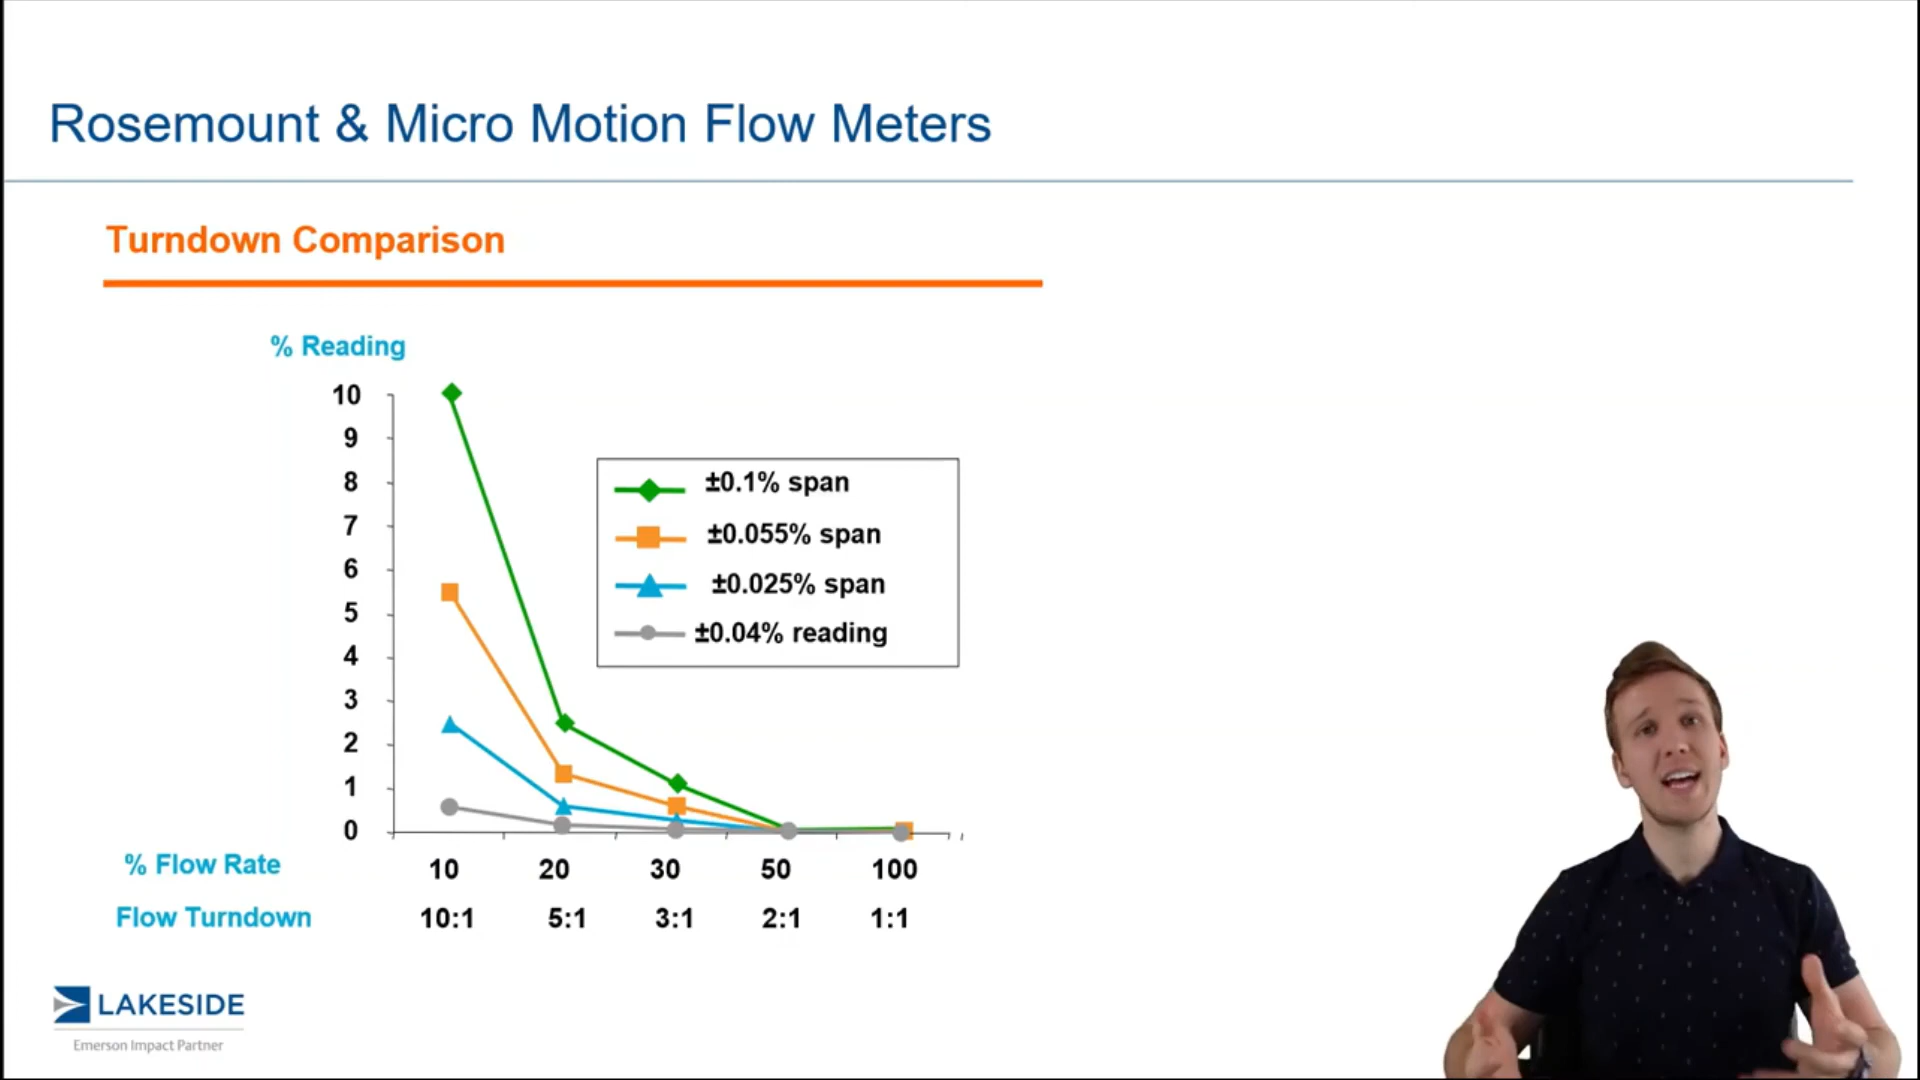 Rosemount & Micro Motion Flow Meters
Turndown Comparison
% Reading
10
9
8
7
6
5
4
3
2
1
0
±0.1% span
±0.055% span
±0.025% span
±0.04% reading
% Flow Rate 10 20 30 50 100
Flow Turndown 10:1 5:1 3:1 2:1 1:1
LAKESIDE
Emerson Impact Partner